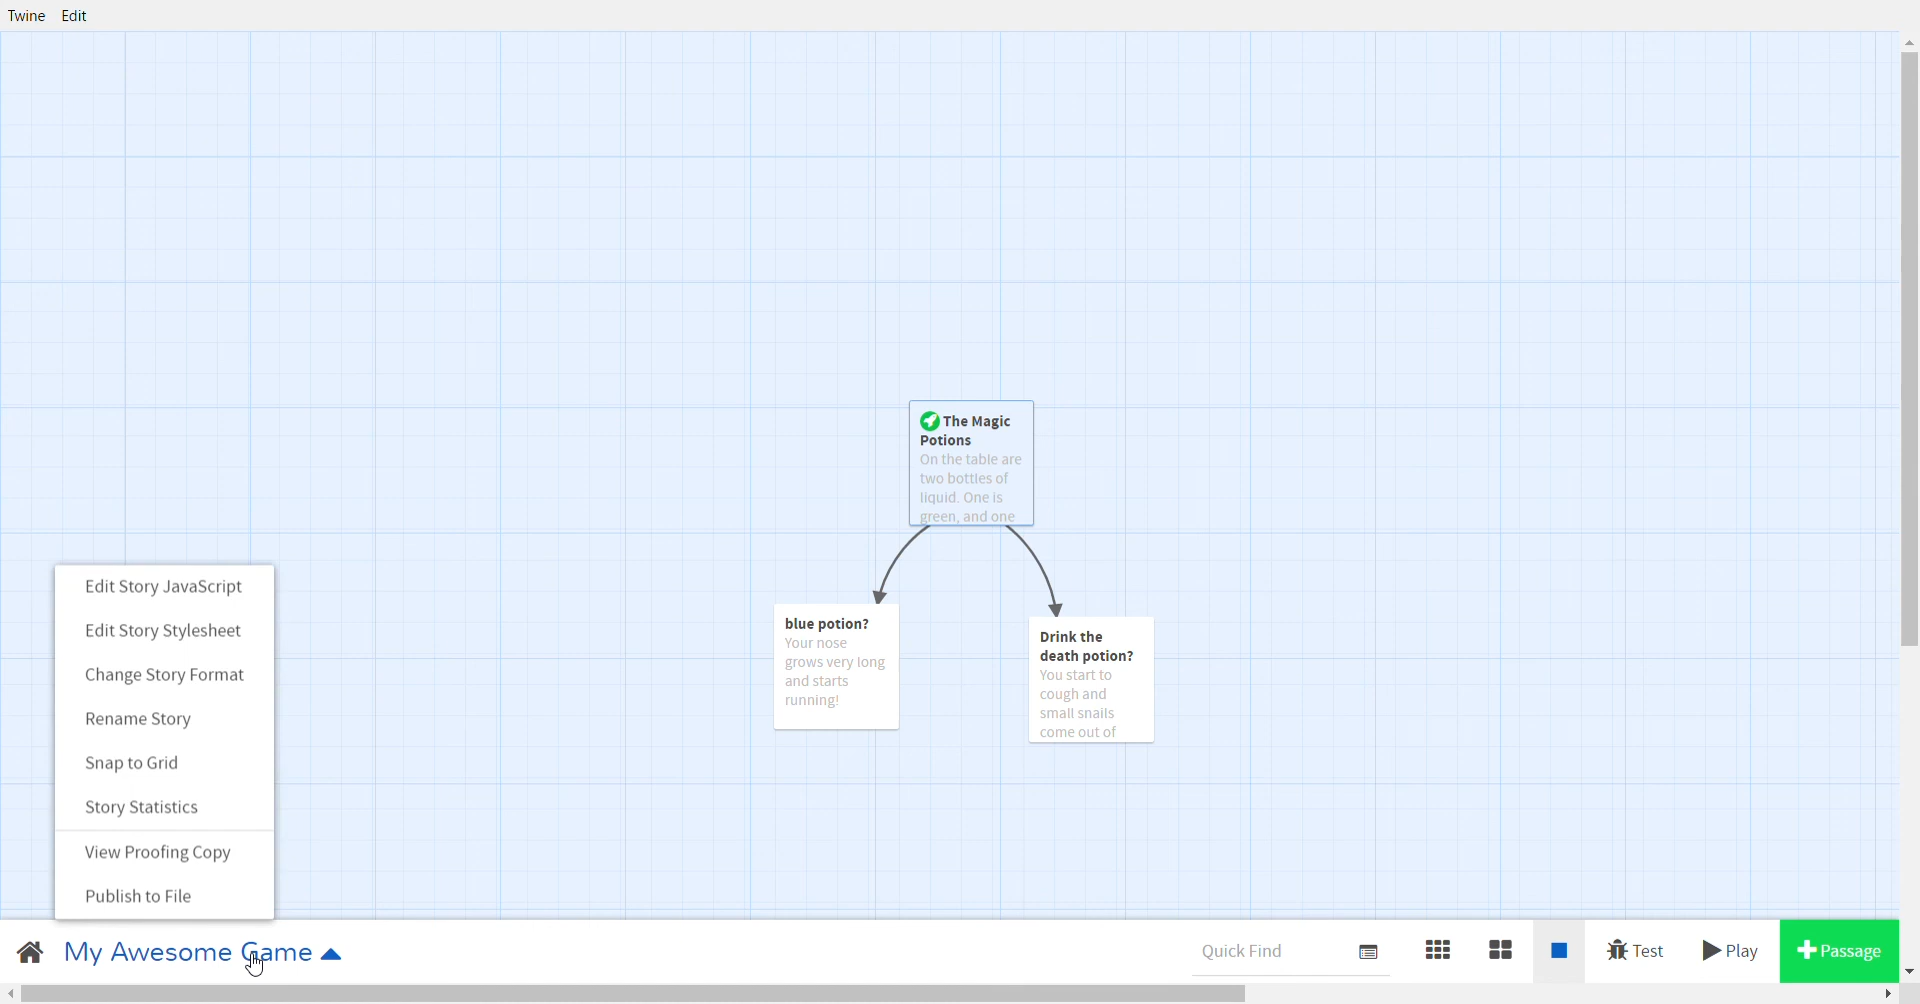 Twine Edit
The Magic
Potions
On the table are
two bottles of
liquid. One is
green, and one
blue potion?
Your nose
grows very long
and starts
running!
Drink the
death potion?
You start to
cough and
small snails
come out of
Edit Story JavaScript
Edit Story Stylesheet
Change Story Format
Rename Story
Snap to Grid
Story Statistics
View Proofing Copy
Publish to File
My Awesome Game
Quick Find
Test
Play
Passage